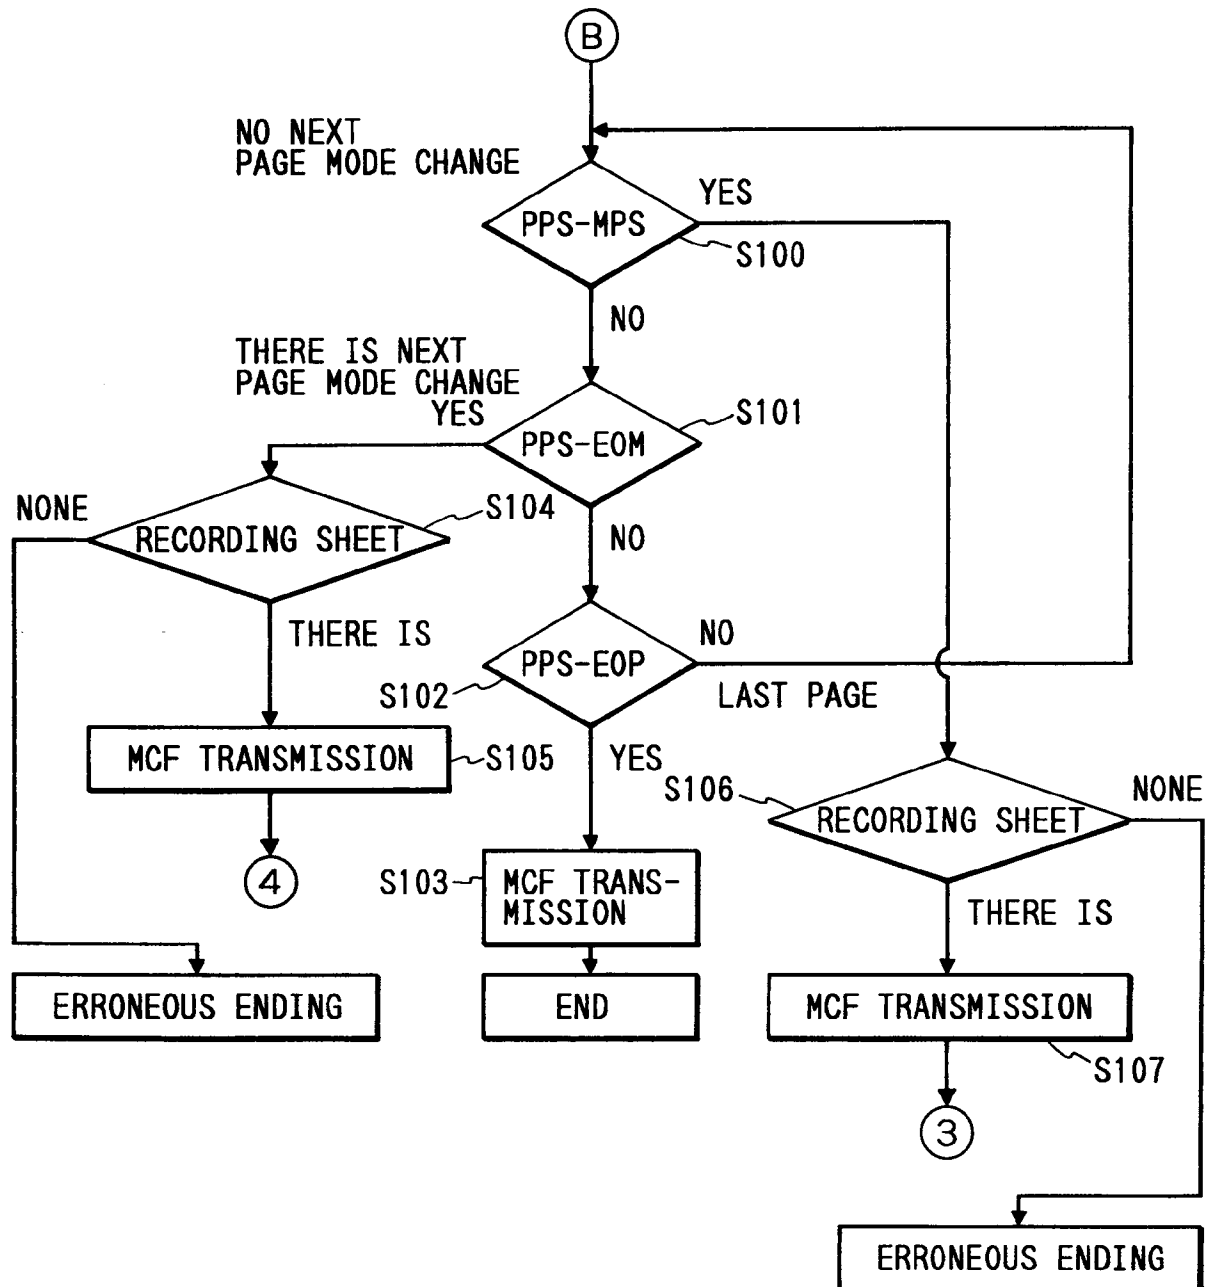 B
NO NEXT
PAGE MODE CHANGE
YES
PPS-MPS
S100
NO
THERE IS NEXT
PAGE MODE CHANGE
YES
S101
PPS-EOM
NONE
S104
RECORDING SHEET
NO
THERE IS
NO
PPS-EOP
S102
LAST PAGE
MCF TRANSMISSION
S105
YES
S106
NONE
RECORDING SHEET
4
S103
MCF TRANS-
MISSION
THERE IS
ERRONEOUS ENDING
END
MCF TRANSMISSION
S107
3
ERRONEOUS ENDING